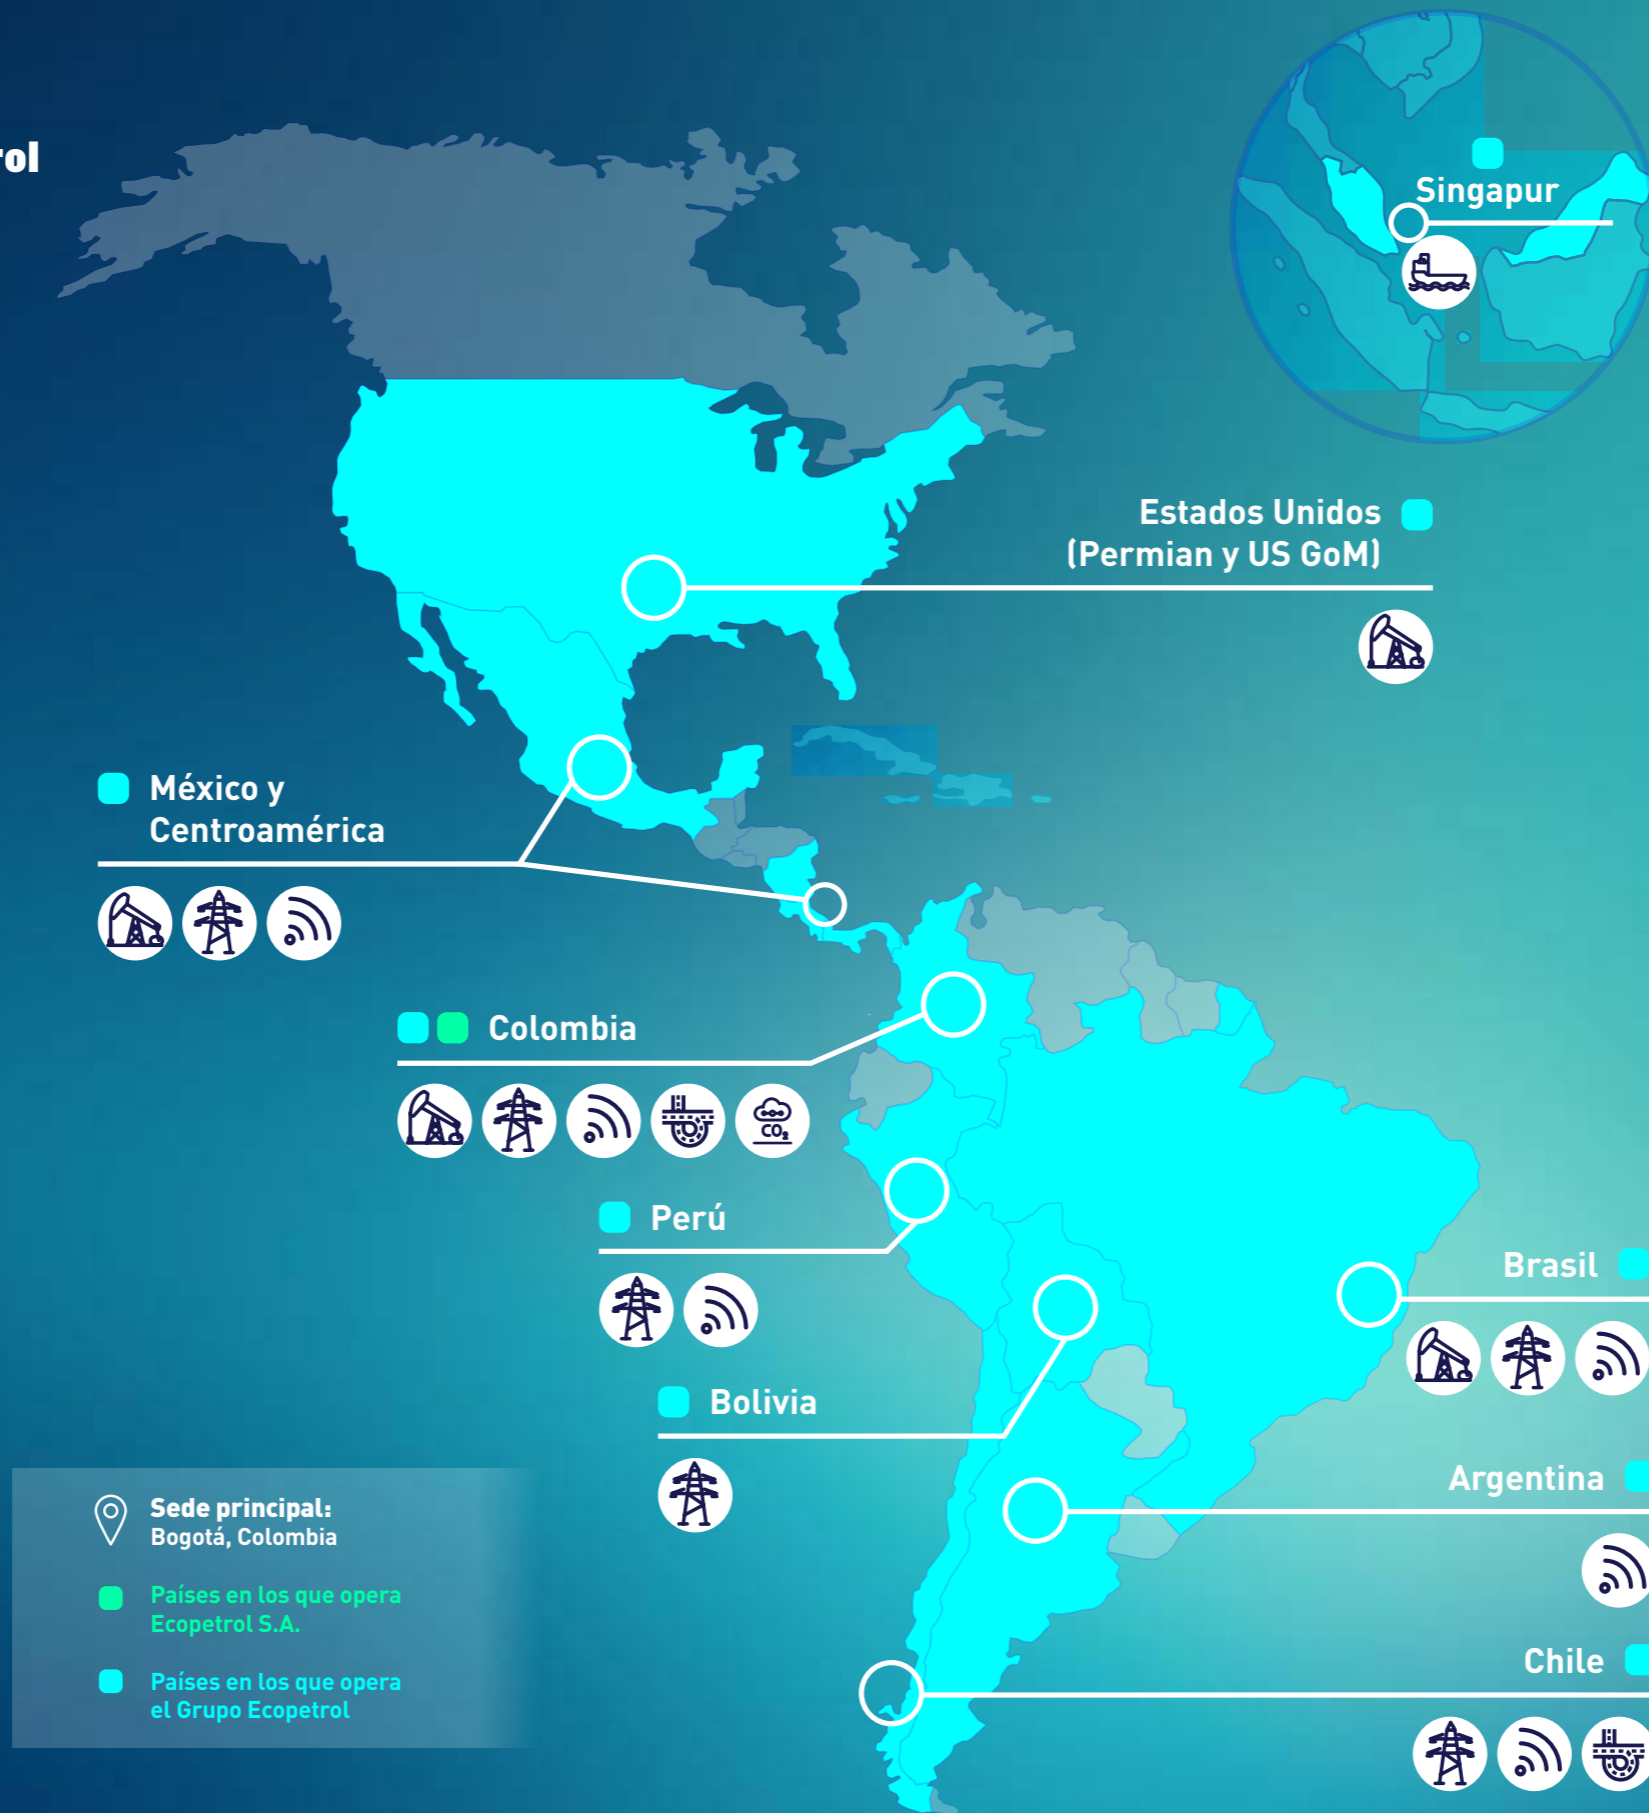 rol
Singapur
Estados Unidos
(Permian y US GoM)
México y
Centroamérica
Colombia
CO₂
Perú
Brasil
Bolivia
Argentina
Chile
Sede principal:
Bogotá, Colombia
Países en los que opera
Ecopetrol S.A.
Países en los que opera
el Grupo Ecopetrol